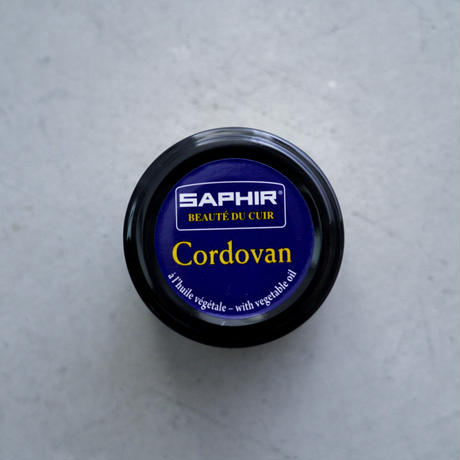 SAPHIR®
BEAUTÉ DU CUIR
Cordovan
à l'huile végétale – with vegetable oil